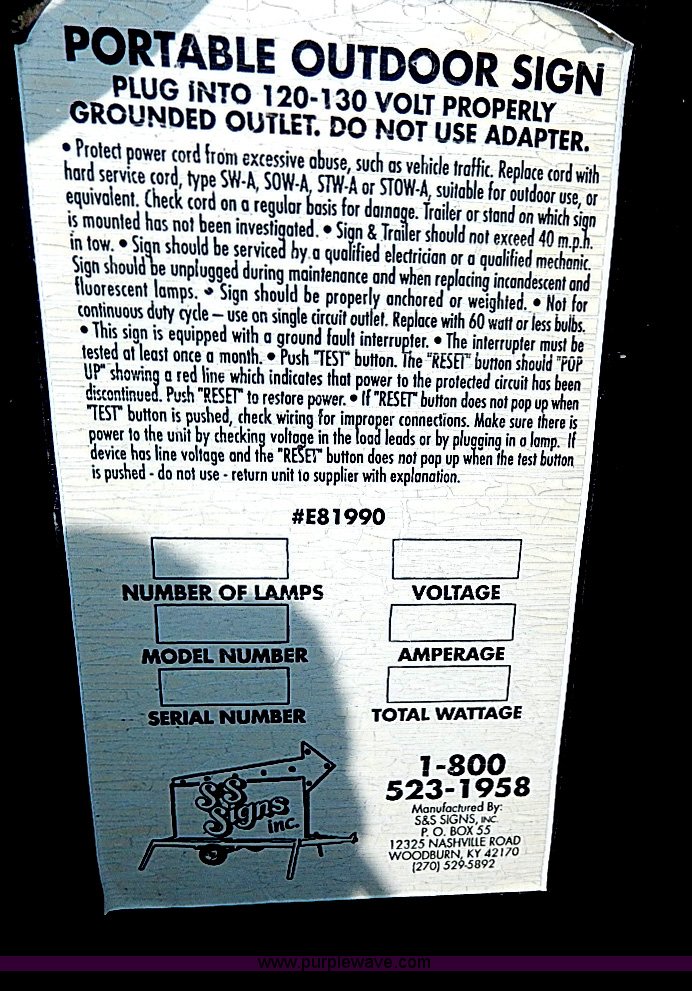 PORTABLE OUTDOOR SIGN
PLUG INTO 120-130 VOLT PROPERLY
GROUNDED OUTLET. DO NOT USE ADAPTER.
• Protect power cord from excessive abuse, such as vehicle traffic. Replace cord with
hard service cord, type SW-A, SOW-A, STW-A or STOW-A, suitable for outdoor use, or
equivalent. Check cord on a regular basis for damage. Trailer or stand on which sign
is mounted has not been investigated. • Sign & Trailer should not exceed 40 m.p.h.
in tow. • Sign should be serviced by a qualified electrician or a qualified mechanic.
Sign should be unplugged during maintenance and when replacing incandescent and
fluorescent lamps. • Sign should be properly anchored or weighted. • Not for
continuous duty cycle – use on single circuit outlet. Replace with 60 watt or less bulbs.
• This sign is equipped with a ground fault interrupter. • The interrupter must be
tested at least once a month. • Push "TEST" button. The "RESET" button should "POP
UP" showing a red line which indicates that power to the protected circuit has been
discontinued. Push "RESET" to restore power. • If "RESET" button does not pop up when
"TEST" button is pushed, check wiring for improper connections. Make sure there is
power to the unit by checking voltage in the load leads or by plugging in a lamp. If
device has line voltage and the "RESET" button does not pop up when the test button
is pushed - do not use - return unit to supplier with explanation.
#E81990
NUMBER OF LAMPS
VOLTAGE
MODEL NUMBER
AMPERAGE
SERIAL NUMBER
TOTAL WATTAGE
S&S
Signs
inc.
1-800
523-1958
Manufactured By:
S&S SIGNS, INC.
P. O. BOX 55
12325 NASHVILLE ROAD
WOODBURN, KY 42170
(270) 529-5892
www.purplewave.com